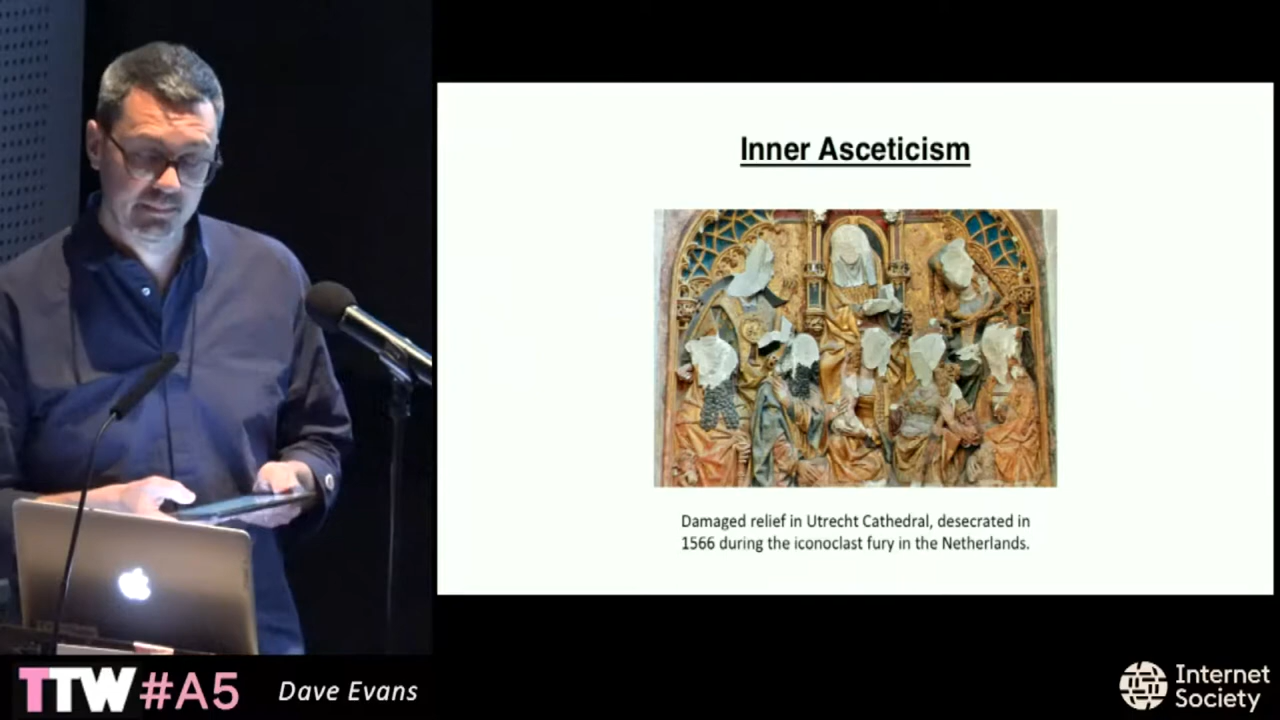 Inner Asceticism
Damaged relief in Utrecht Cathedral, desecrated in
1566 during the iconoclast fury in the Netherlands.
TTW#A5
Dave Evans
Internet
Society